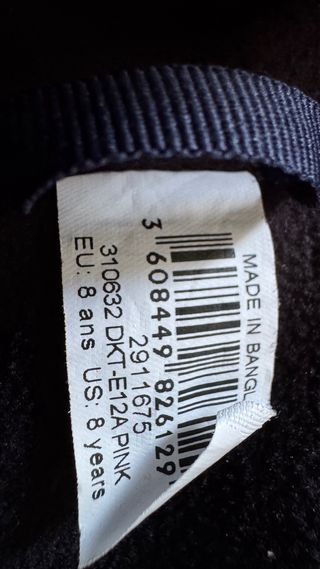 MADE IN BANGL
3 608449 826129
2911675
310632 DKT-E12A PINK
EU: 8 ans US: 8 years